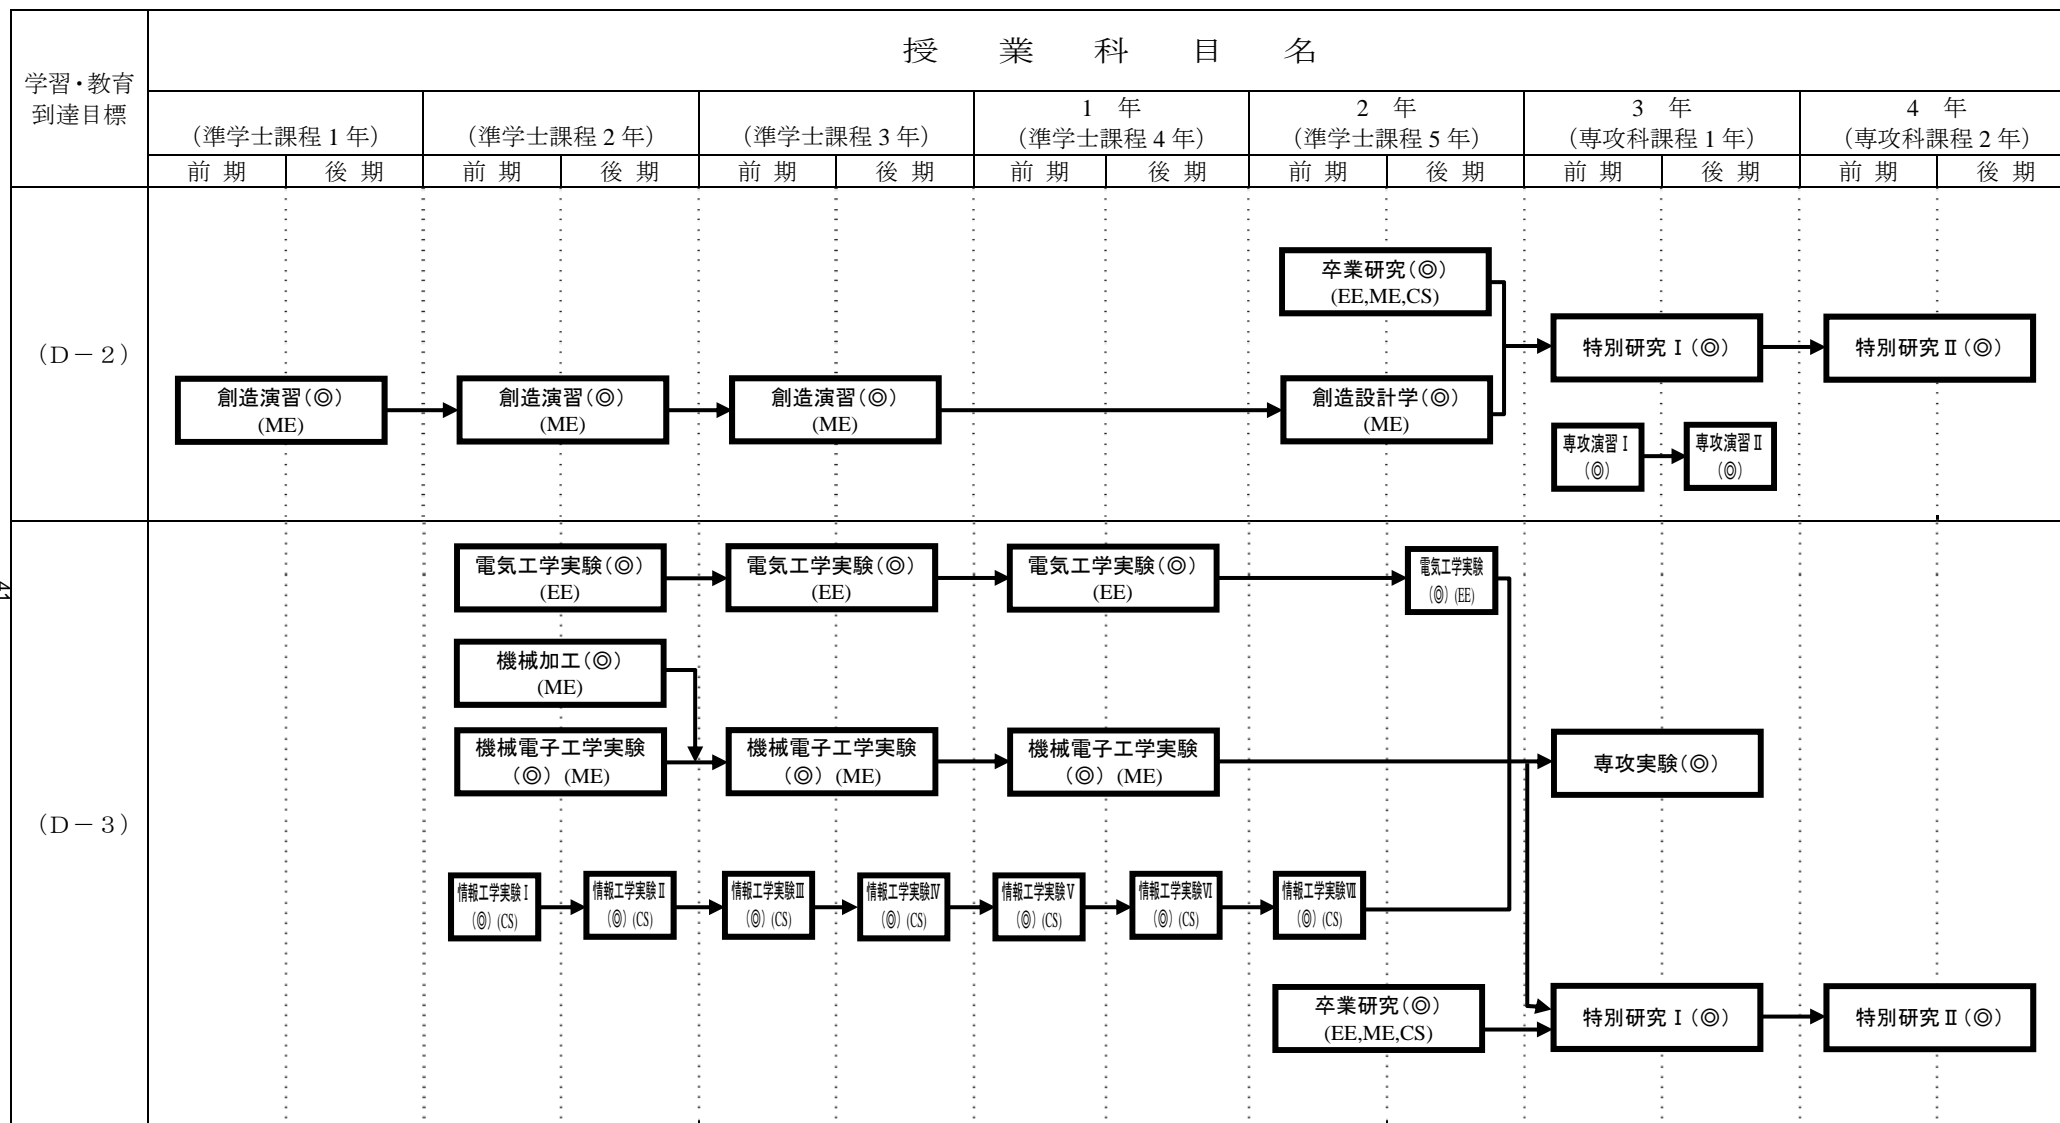 授 業 科 目 名
学習・教育
到達目標
1 年
2 年
3 年
4 年
(準学士課程 1 年)
(準学士課程 2 年)
(準学士課程 3 年)
(準学士課程 4 年)
(準学士課程 5 年)
(専攻科課程 1 年)
(専攻科課程 2 年)
前 期
後 期
前 期
後 期
前 期
後 期
前 期
後 期
前 期
後 期
前 期
後 期
前 期
後 期
(D-2)
卒業研究(◎)
(EE,ME,CS)
特別研究Ⅰ(◎)
特別研究Ⅱ(◎)
創造演習(◎)
(ME)
創造演習(◎)
(ME)
創造演習(◎)
(ME)
創造設計学(◎)
(ME)
専攻演習Ⅰ
(◎)
専攻演習Ⅱ
(◎)
(D-3)
電気工学実験(◎)
(EE)
電気工学実験(◎)
(EE)
電気工学実験(◎)
(EE)
電気工学実験
(◎) (EE)
機械加工(◎)
(ME)
機械電子工学実験
(◎) (ME)
機械電子工学実験
(◎) (ME)
機械電子工学実験
(◎) (ME)
専攻実験(◎)
情報工学実験Ⅰ
(◎) (CS)
情報工学実験Ⅱ
(◎) (CS)
情報工学実験Ⅲ
(◎) (CS)
情報工学実験Ⅳ
(◎) (CS)
情報工学実験Ⅴ
(◎) (CS)
情報工学実験Ⅵ
(◎) (CS)
情報工学実験Ⅶ
(◎) (CS)
卒業研究(◎)
(EE,ME,CS)
特別研究Ⅰ(◎)
特別研究Ⅱ(◎)